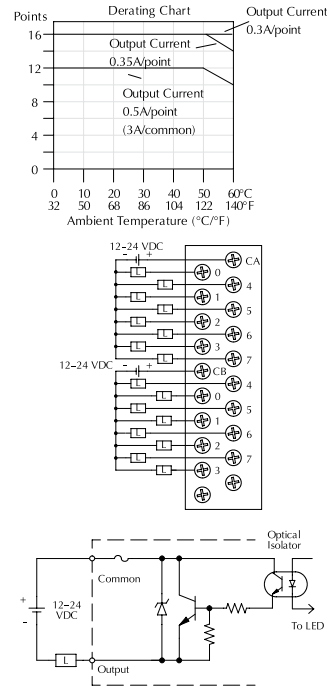 Points
Derating Chart
Output Current
0.3A/point
16
Output Current
0.35A/point
12
Output Current
0.5A/point
(3A/common)
8
4
0
0 10 20 30 40 50 60°C
32 50 68 86 104 122 140°F
Ambient Temperature (°C/°F)
12–24 VDC
- +
CA
L 0
L 4
L 1
L 5
L 2
L 6
L 3
L 7
12–24 VDC
- +
CB
L 4
L 0
L 5
L 1
L 6
L 2
L 7
L 3
Optical
Isolator
Common
+
12–24
VDC
-
To LED
L
Output